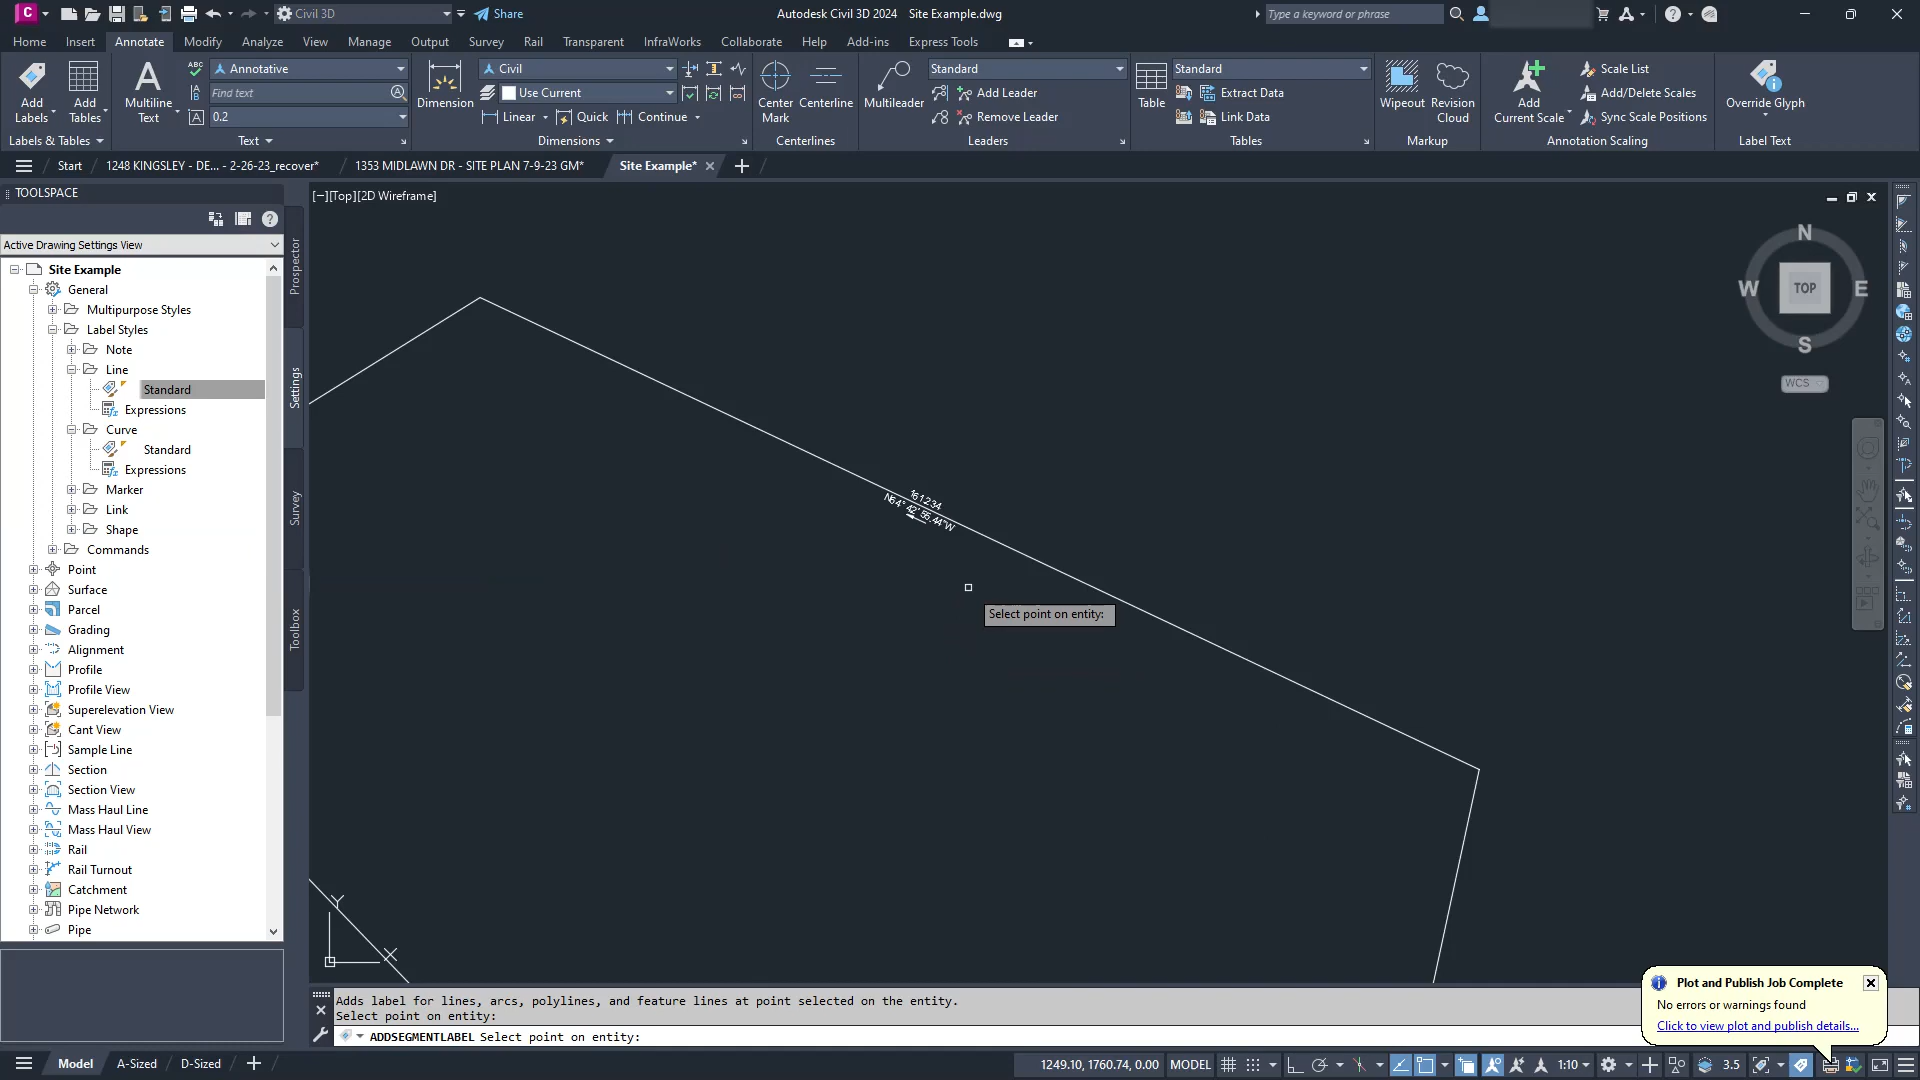 C Civil 3D Share Autodesk Civil 3D 2024 Site Example.dwg Type a keyword or phrase
Home Insert Annotate Modify Analyze View Manage Output Survey Rail Transparent InfraWorks Collaborate Help Add-ins Express Tools
Add Labels
Add Tables
Labels & Tables
Multiline Text
ABC
Annotative
Find text
0.2
Text
Dimension
Civil
Use Current
Linear Quick Continue
Dimensions
Center Mark
Centerline
Centerlines
Multileader
Standard
Add Leader
Remove Leader
Leaders
Table
Standard
Extract Data
Link Data
Tables
Wipeout
Revision Cloud
Markup
Add Current Scale
Scale List
Add/Delete Scales
Sync Scale Positions
Annotation Scaling
Override Glyph
Label Text
Start 1248 KINGSLEY - DE... - 2-26-23_recover* 1353 MIDLAWN DR - SITE PLAN 7-9-23 GM* Site Example*
TOOLSPACE
Active Drawing Settings View
Site Example
General
Multipurpose Styles
Label Styles
Note
Line
Standard
Expressions
Curve
Standard
Expressions
Marker
Link
Shape
Commands
Point
Surface
Parcel
Grading
Alignment
Profile
Profile View
Superelevation View
Cant View
Sample Line
Section
Section View
Mass Haul Line
Mass Haul View
Rail
Rail Turnout
Catchment
Pipe Network
Pipe
Prospector
Settings
Survey
Toolbox
[−][Top][2D Wireframe]
N
W TOP E
S
WCS
161.234
N64° 42' 55.44"W
Select point on entity:
Y
X
Adds label for lines, arcs, polylines, and feature lines at point selected on the entity.
Select point on entity:
ADDSEGMENTLABEL Select point on entity:
Plot and Publish Job Complete
No errors or warnings found
Click to view plot and publish details...
Model A-Sized D-Sized
1249.10, 1760.74, 0.00 MODEL 1:10 3.5